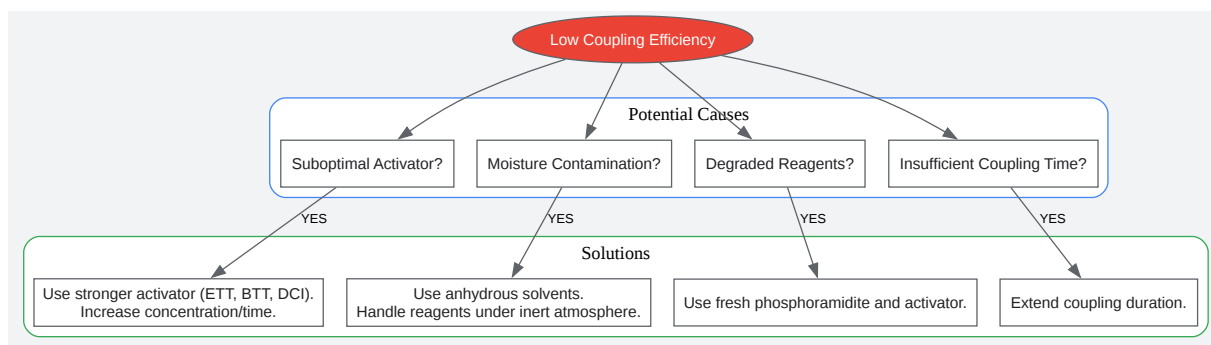 Low Coupling Efficiency
Potential Causes
Suboptimal Activator?
Moisture Contamination?
Degraded Reagents?
Insufficient Coupling Time?
YES
YES
YES
YES
Solutions
Use stronger activator (ETT, BTT, DCI).
Increase concentration/time.
Use anhydrous solvents.
Handle reagents under inert atmosphere.
Use fresh phosphoramidite and activator.
Extend coupling duration.